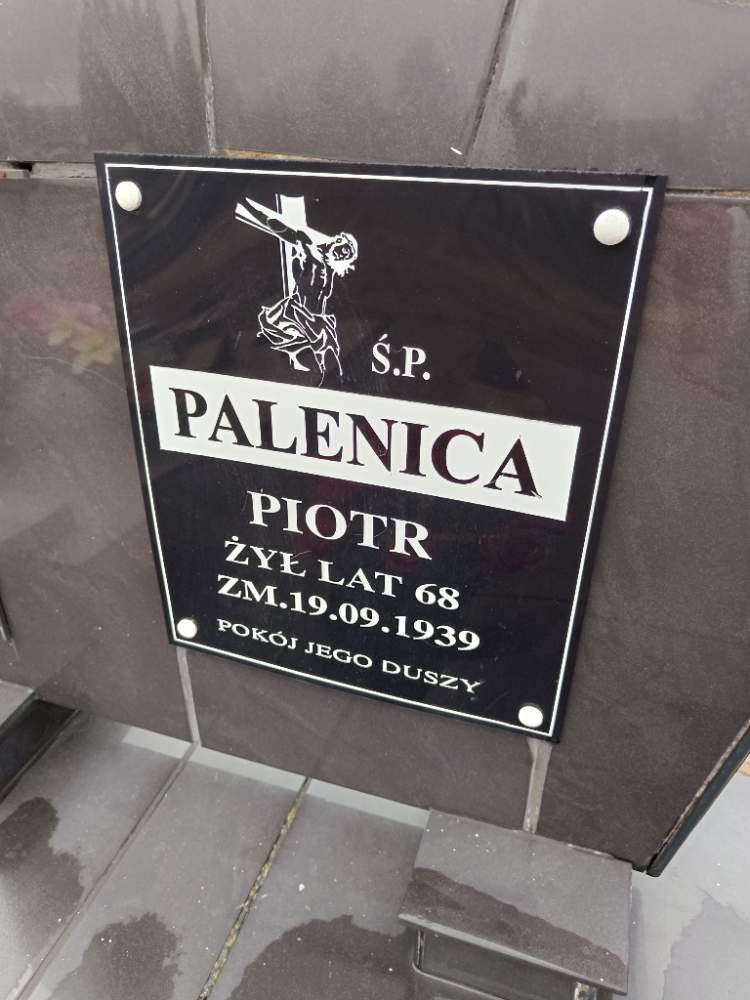 Ś.P.
PALENICA
PIOTR
ŻYŁ LAT 68
ZM.19.09.1939
POKÓJ JEGO DUSZY